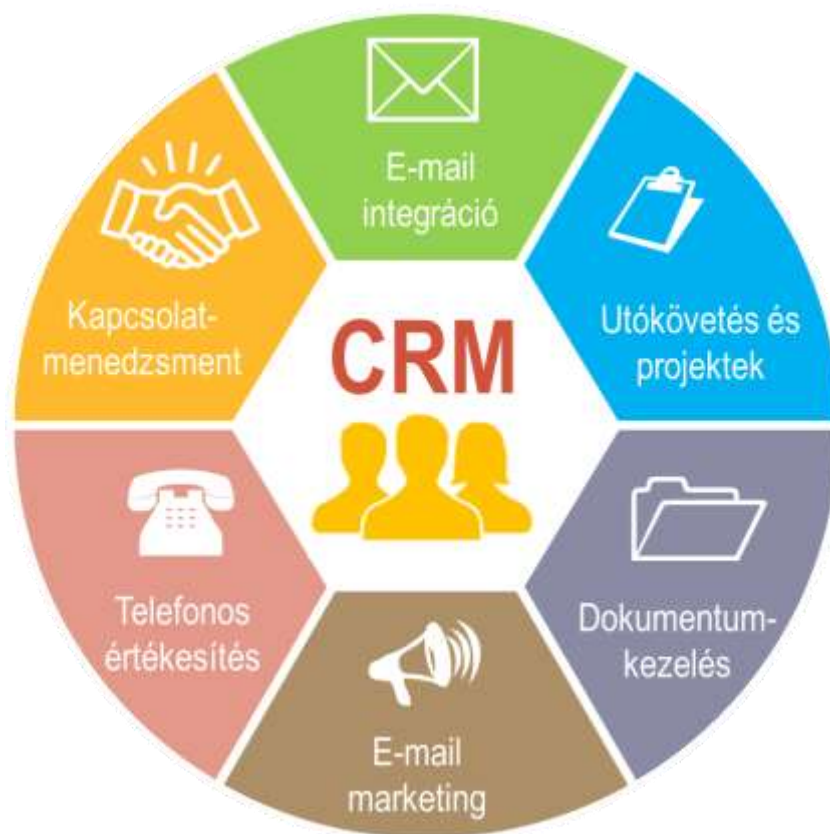 E-mail
integráció
Utókövetés és
projektek
Dokumentum-
kezelés
E-mail
marketing
Telefonos
értékesítés
Kapcsolat-
menedzsment
CRM